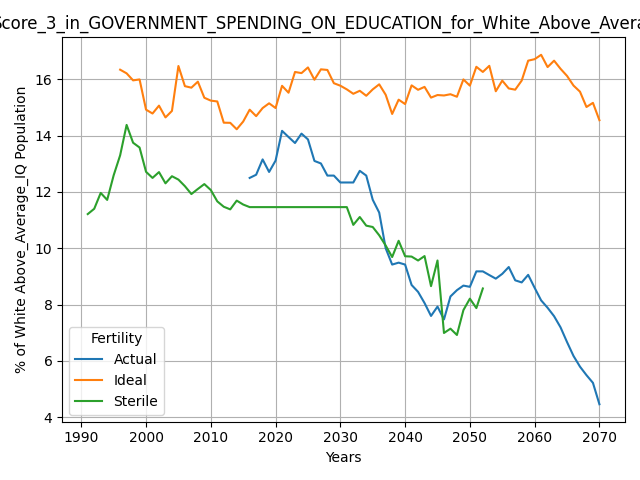 Score_3_in_GOVERNMENT_SPENDING_ON_EDUCATION_for_White_Above_Avera
% of White Above_Average_IQ Population
16
14
12
10
8
6
4
Fertility
Actual
Ideal
Sterile
1990 2000 2010 2020 2030 2040 2050 2060 2070
Years